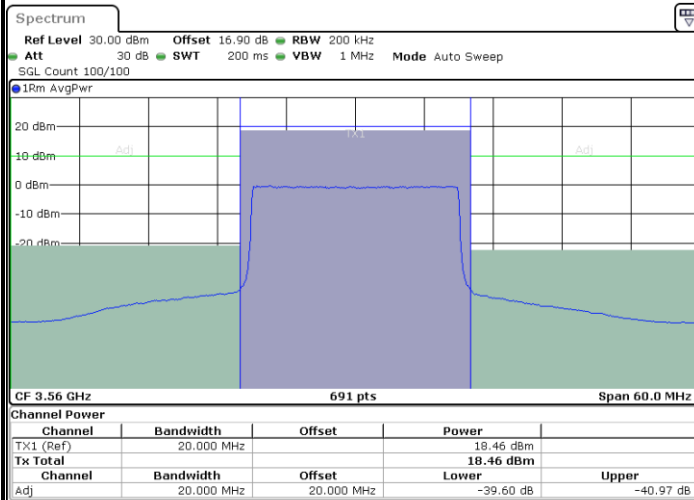 Spectrum
Ref Level 30.00 dBm Offset 16.90 dB RBW 200 kHz
Att 30 dB SWT 200 ms VBW 1 MHz Mode Auto Sweep
SGL Count 100/100
1Rm AvgPwr
20 dBm
TX1
Adj Adj
10 dBm
0 dBm
-10 dBm
-20 dBm
CF 3.56 GHz 691 pts Span 60.0 MHz
Channel Power
Channel Bandwidth Offset Power
TX1 (Ref) 20.000 MHz 18.46 dBm
Tx Total 18.46 dBm
Channel Bandwidth Offset Lower Upper
Adj 20.000 MHz 20.000 MHz -39.60 dB -40.97 dB